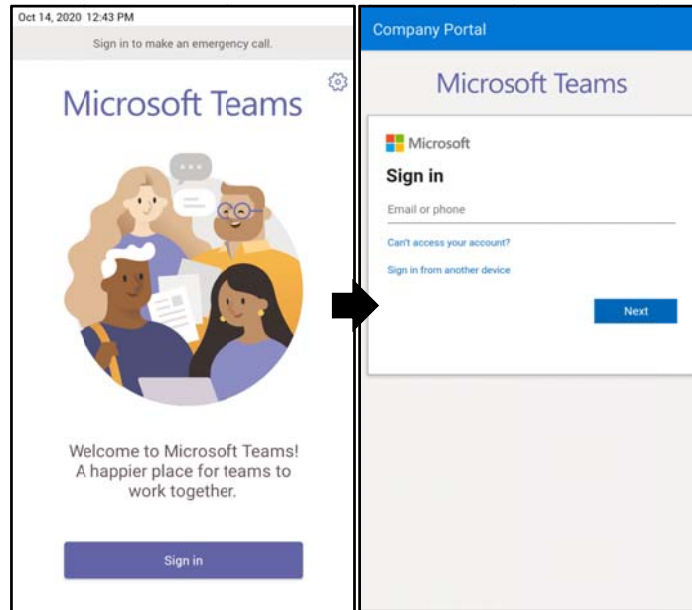 Oct 14, 2020 12:43 PM
Sign in to make an emergency call.
Microsoft Teams
Welcome to Microsoft Teams!
A happier place for teams to
work together.
Sign in
Company Portal
Microsoft Teams
Microsoft
Sign in
Email or phone
Can't access your account?
Sign in from another device
Next